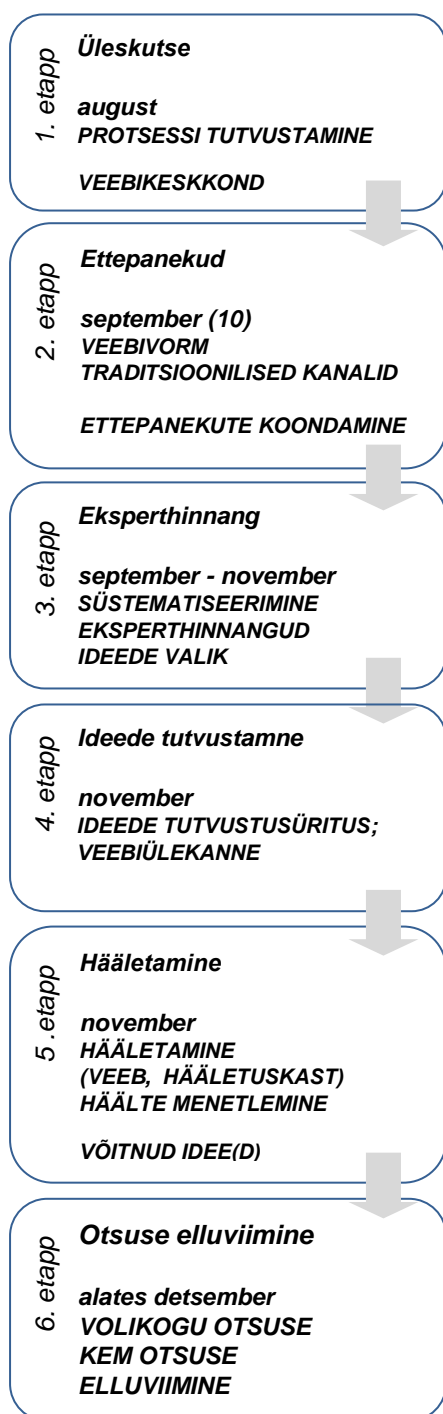 1. etapp
Üleskutse
august
PROTSESSI TUTVUSTAMINE
VEEBIKESKKOND
2. etapp
Ettepanekud
september (10)
VEEBIVORM
TRADITSIOONILISED KANALID
ETTEPANEKUTE KOONDAMINE
3. etapp
Eksperthinnang
september - november
SÜSTEMATISEERIMINE
EKSPERTHINNANGUD
IDEEDE VALIK
4. etapp
Ideede tutvustamne
november
IDEEDE TUTVUSTUSÜRITUS;
VEEBIÜLEKANNE
5 .etapp
Hääletamine
november
HÄÄLETAMINE
(VEEB, HÄÄLETUSKAST)
HÄÄLTE MENETLEMINE
VÕITNUD IDEE(D)
6. etapp
Otsuse elluviimine
alates detsember
VOLIKOGU OTSUSE
KEM OTSUSE
ELLUVIIMINE